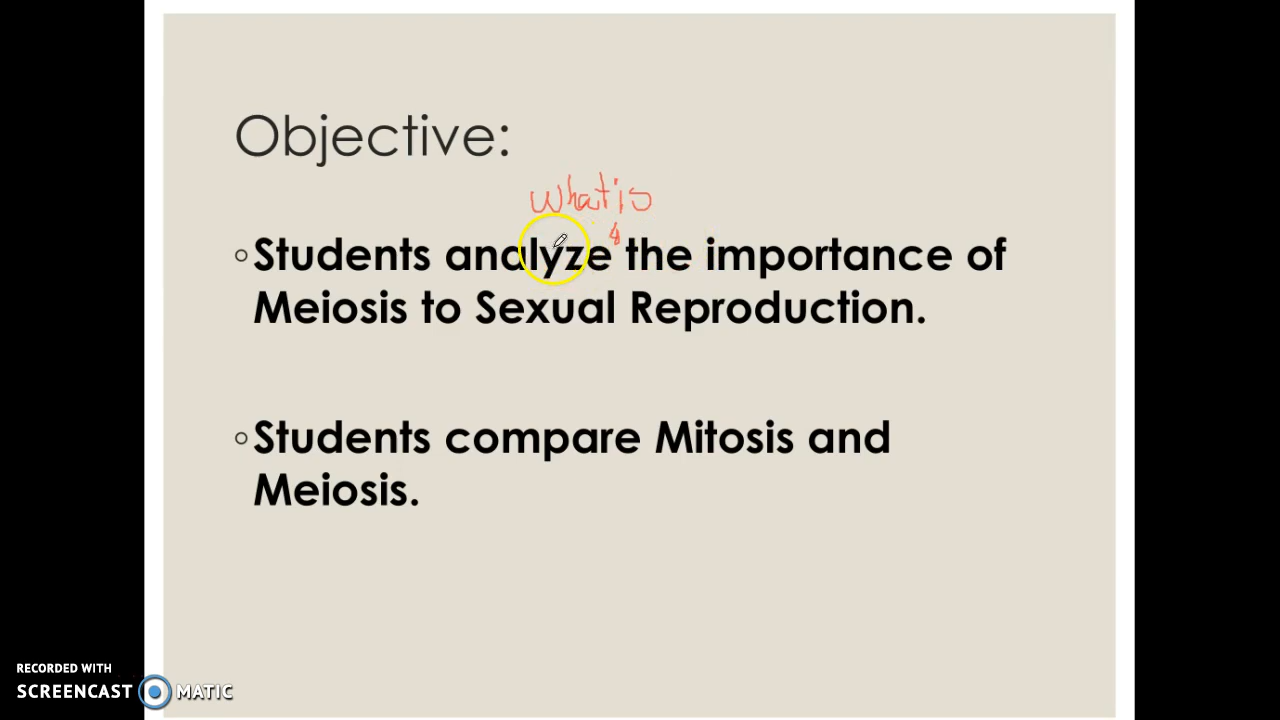 Objective:
What is
◦Students analyze the importance of
Meiosis to Sexual Reproduction.
◦Students compare Mitosis and
Meiosis.
RECORDED WITH
SCREENCAST MATIC